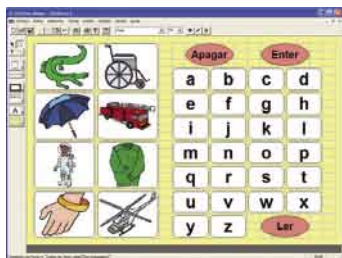 Apagar Enter
a b c d
e f g h
i j k l
m n o p
q r s t
u v w x
y z Ler
A